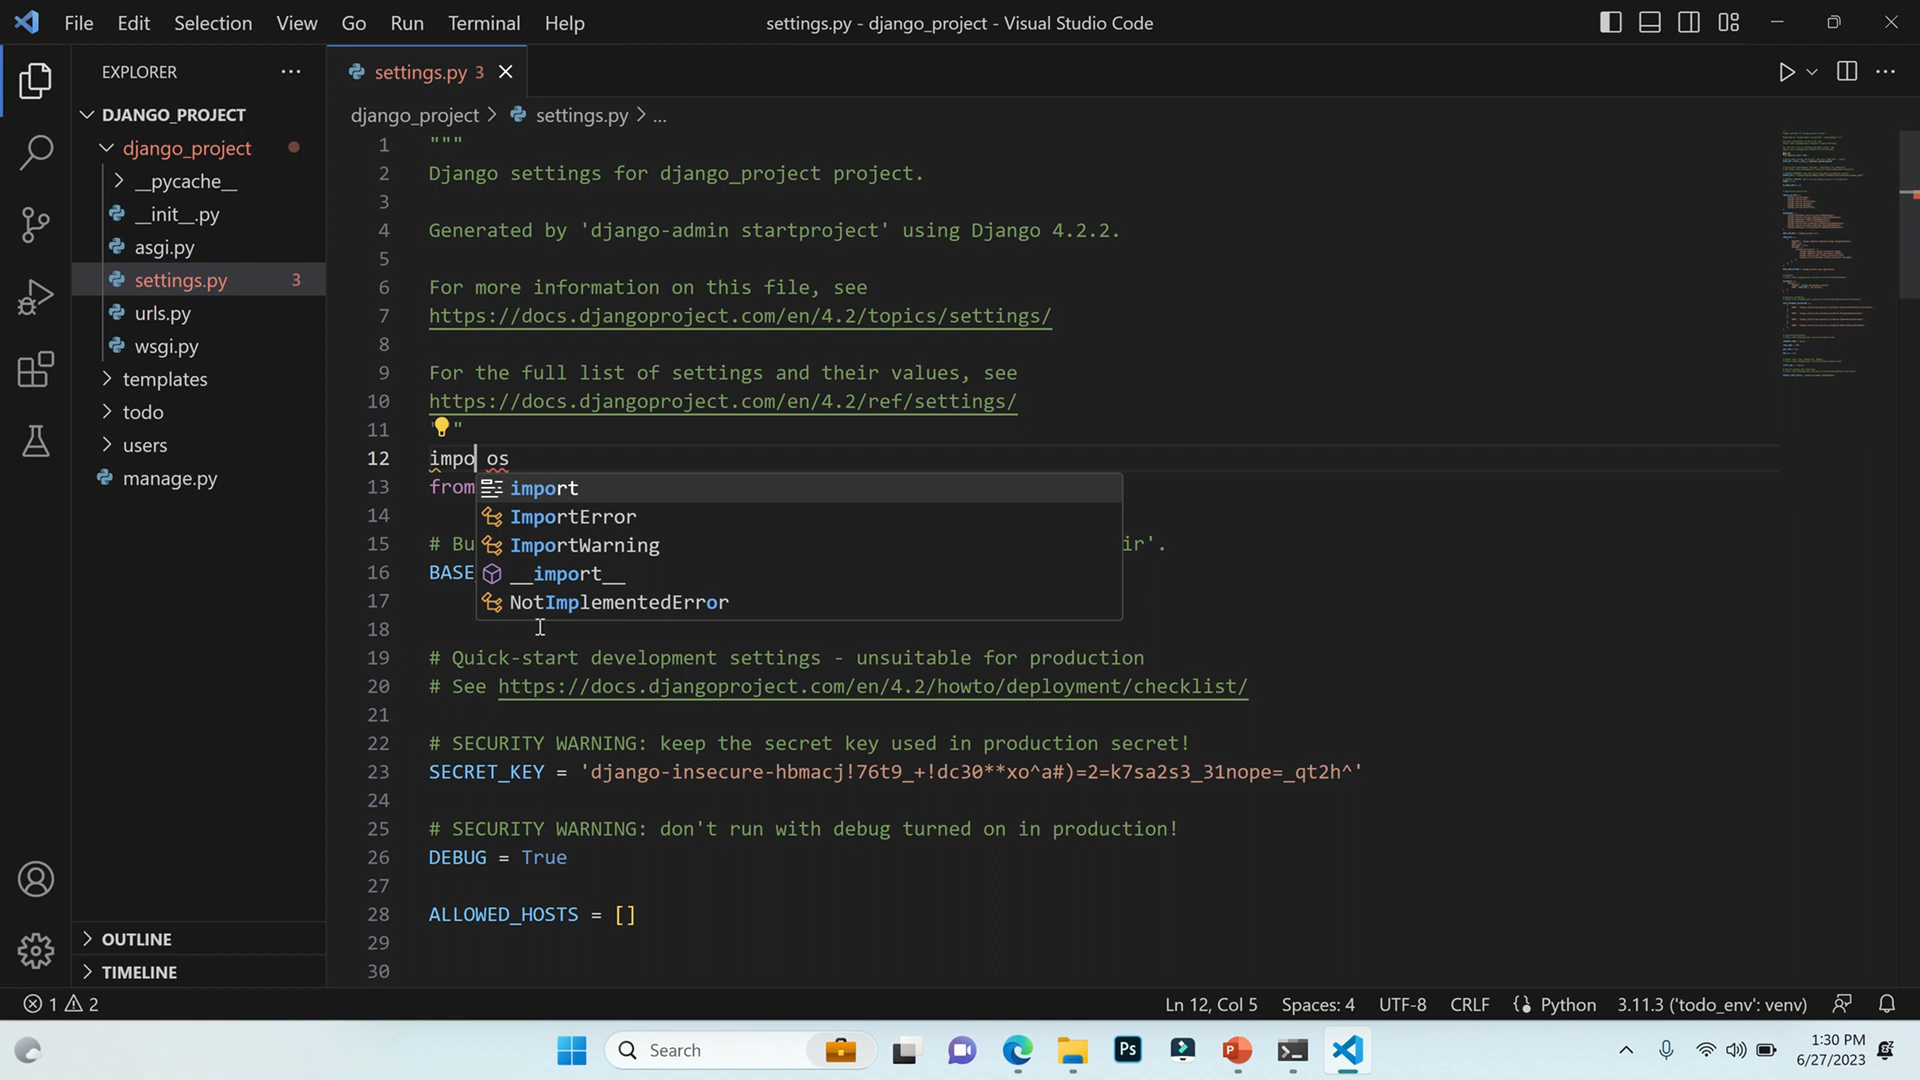 File Edit Selection View Go Run Terminal Help settings.py - django_project - Visual Studio Code
EXPLORER
settings.py 3
DJANGO_PROJECT
django_project
__pycache__
__init__.py
asgi.py
settings.py 3
urls.py
wsgi.py
templates
todo
users
manage.py
OUTLINE
TIMELINE
django_project > settings.py > ...
1 """
2 Django settings for django_project project.
3
4 Generated by 'django-admin startproject' using Django 4.2.2.
5
6 For more information on this file, see
7 https://docs.djangoproject.com/en/4.2/topics/settings/
8
9 For the full list of settings and their values, see
10 https://docs.djangoproject.com/en/4.2/ref/settings/
11 "
12 impo os
13 from
import
ImportError
ImportWarning
__import__
NotImplementedError
14
15 # Bu ir'.
16 BASE
17
18
19 # Quick-start development settings - unsuitable for production
20 # See https://docs.djangoproject.com/en/4.2/howto/deployment/checklist/
21
22 # SECURITY WARNING: keep the secret key used in production secret!
23 SECRET_KEY = 'django-insecure-hbmacj!76t9_+!dc30**xo^a#)=2=k7sa2s3_31nope=_qt2h^'
24
25 # SECURITY WARNING: don't run with debug turned on in production!
26 DEBUG = True
27
28 ALLOWED_HOSTS = []
29
30
1 2 Ln 12, Col 5 Spaces: 4 UTF-8 CRLF Python 3.11.3 ('todo_env': venv)
Search Ps 1:30 PM
6/27/2023